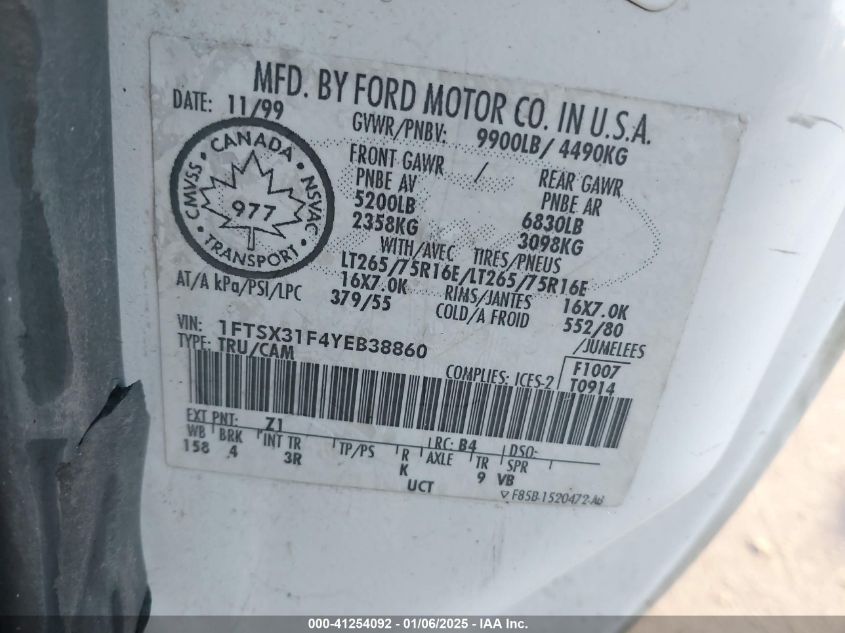 MFD. BY FORD MOTOR CO. IN U.S.A.
DATE: 11/99
GVWR/PNBV: 9900LB/ 4490KG
CMVSS • CANADA • NSVAC • TRANSPORT •
977
FRONT GAWR / REAR GAWR
PNBE AV PNBE AR
5200LB 6830LB
2358KG 3098KG
WITH/AVEC TIRES/PNEUS
LT265/75R16E/LT265/75R16E
16X7.0K RIMS/JANTES 16X7.0K
AT/A kPa/PSI/LPC 379/55 COLD/A FROID 552/80
/JUMELEES
VIN: 1FTSX31F4YEB38860
TYPE: TRU/CAM
COMPLIES: ICES-2
F1007
T0914
EXT PNT: Z1
LRC: B4 DSO:
WB BRK INT TR TP/PS R AXLE TR SPR
158 4 3R K 9 VB
UCT
F85B-1520472-AB
000-41254092 - 01/06/2025 - IAA Inc.